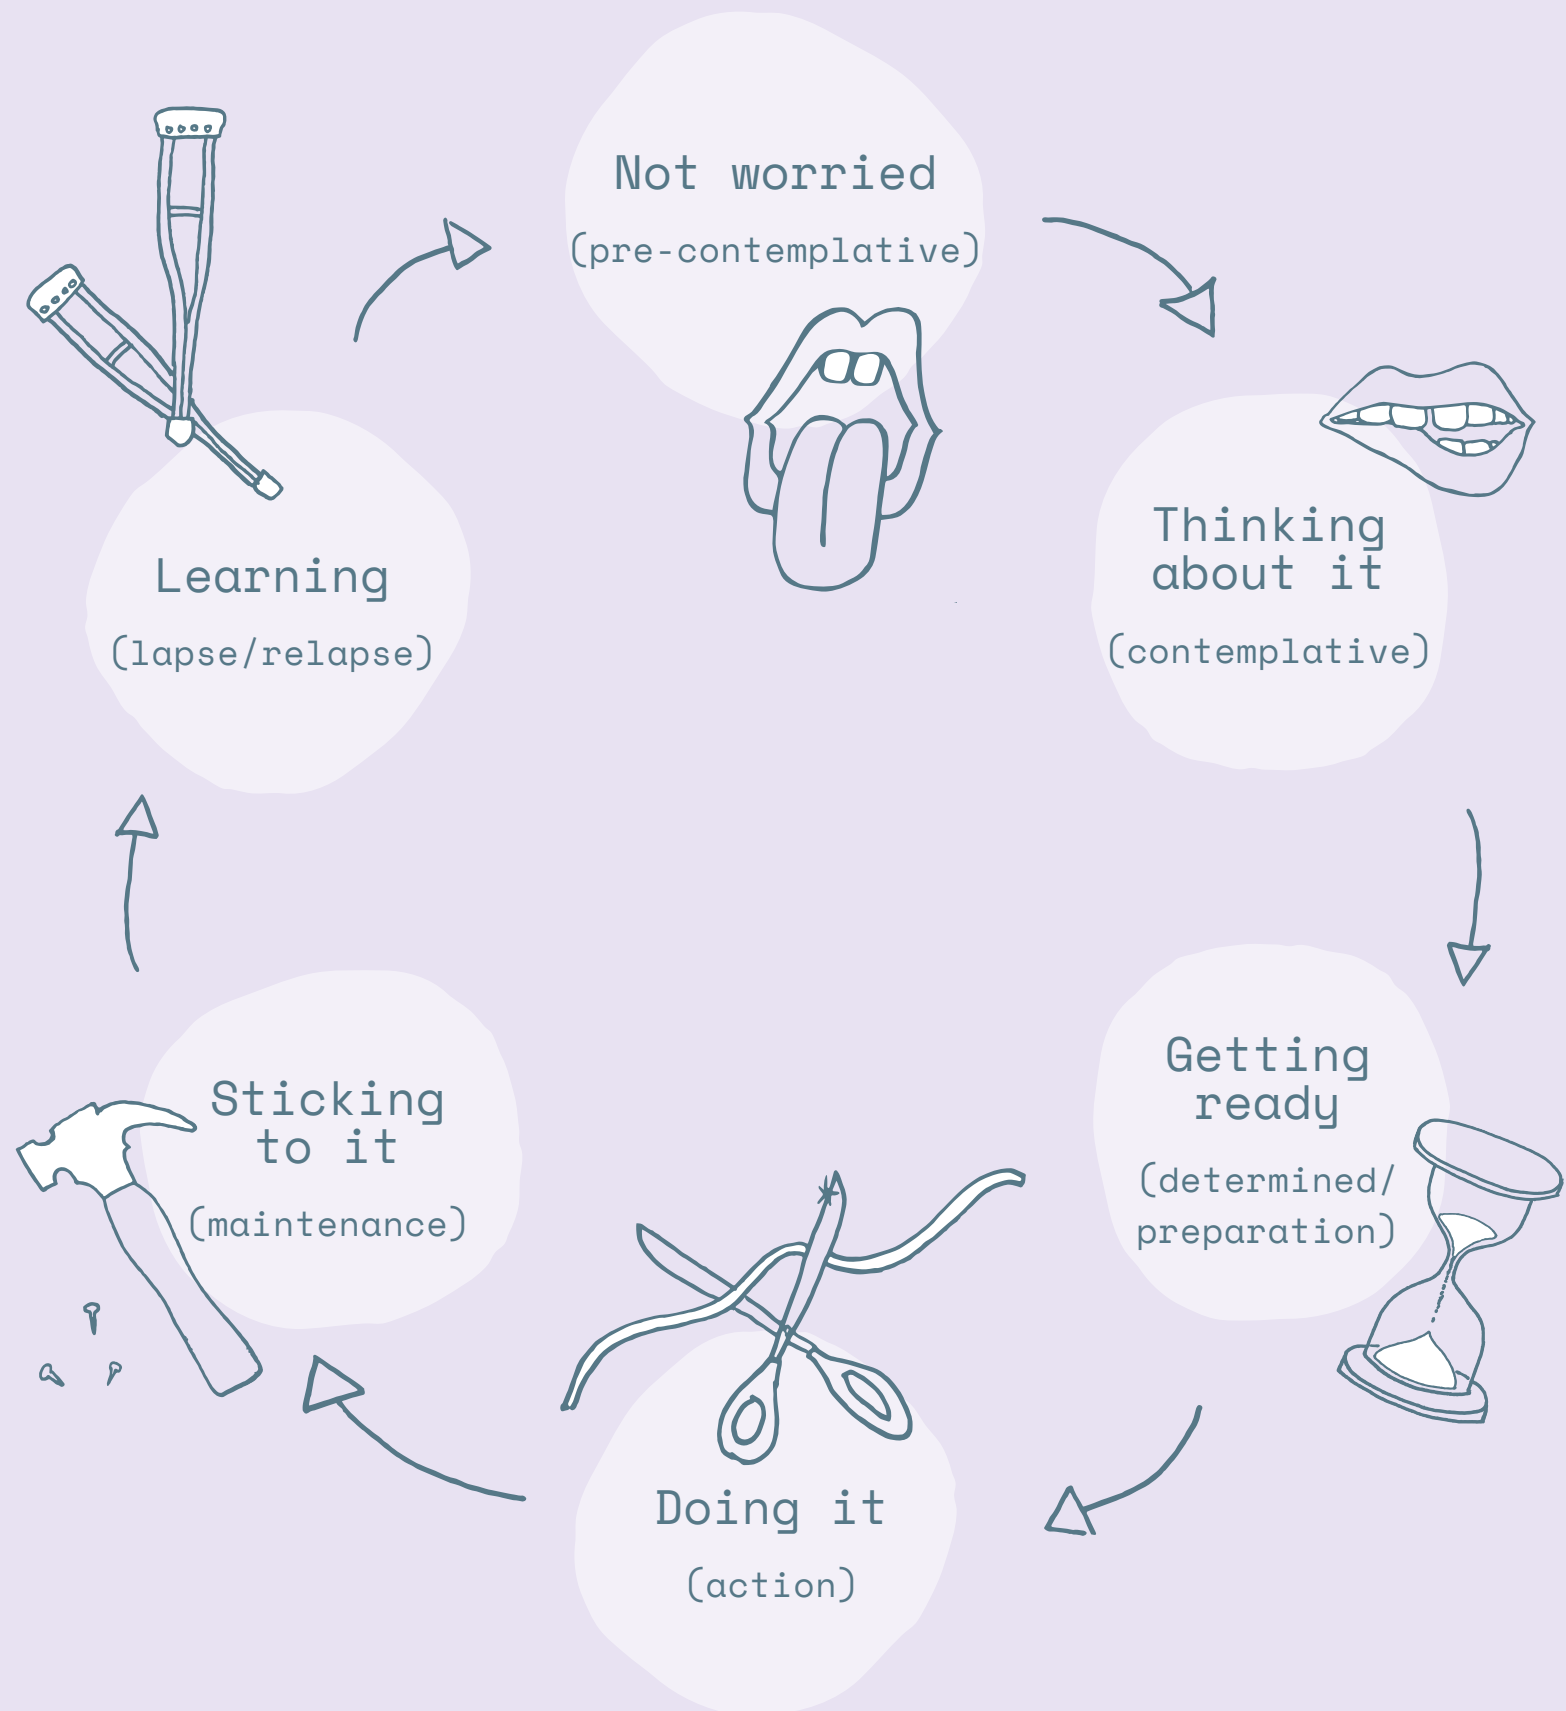 Not worried
(pre-contemplative)
Thinking
about it
(contemplative)
Getting
ready
(determined/
preparation)
Doing it
(action)
Sticking
to it
(maintenance)
Learning
(lapse/relapse)